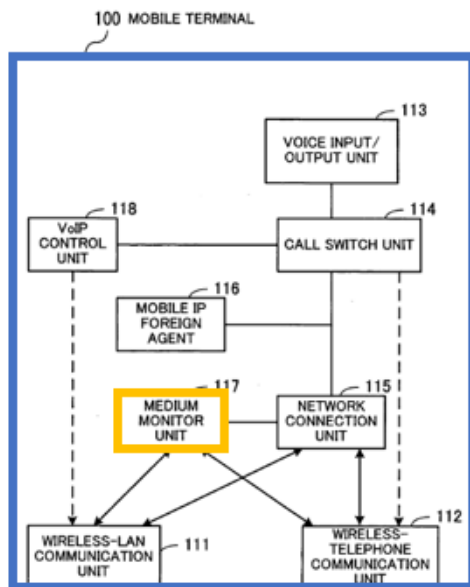 100 MOBILE TERMINAL
113
VOICE INPUT/
OUTPUT UNIT
118
VoIP
CONTROL
UNIT
114
CALL SWITCH UNIT
116
MOBILE IP
FOREIGN
AGENT
117
MEDIUM
MONITOR
UNIT
115
NETWORK
CONNECTION
UNIT
WIRELESS-LAN
COMMUNICATION
UNIT
111
112
WIRELESS-
TELEPHONE
COMMUNICATION
UNIT